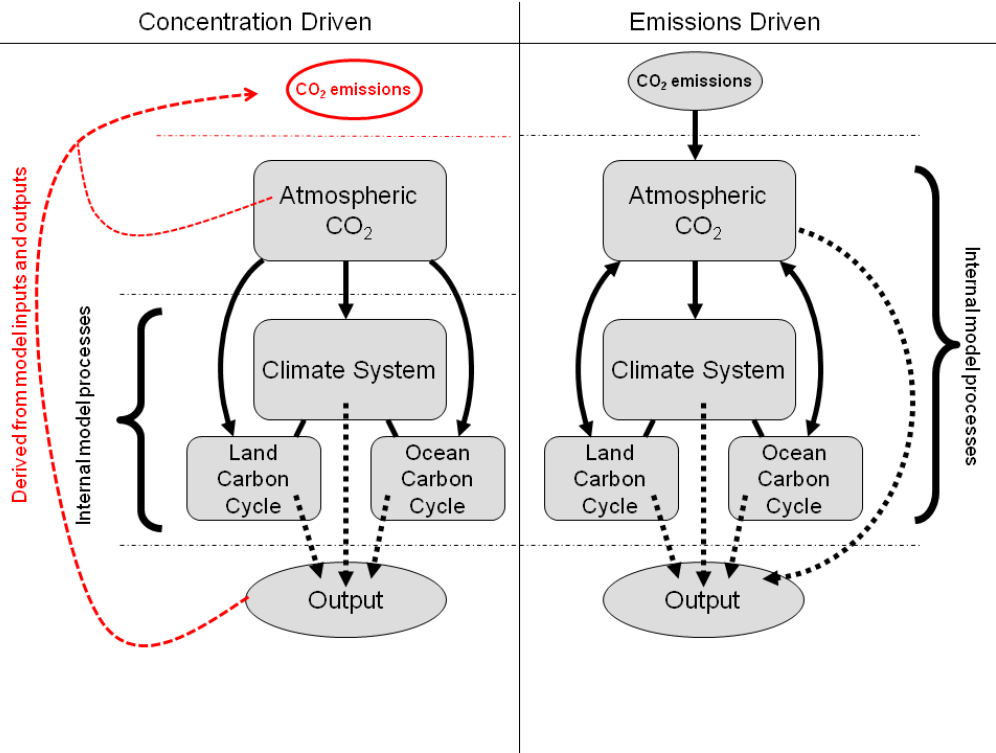 Concentration Driven
CO₂ emissions
Derived from model inputs and outputs
Atmospheric
CO₂
Internal model processes
Climate System
Land
Carbon
Cycle
Ocean
Carbon
Cycle
Output
Emissions Driven
CO₂ emissions
Atmospheric
CO₂
Internal model processes
Climate System
Land
Carbon
Cycle
Ocean
Carbon
Cycle
Output